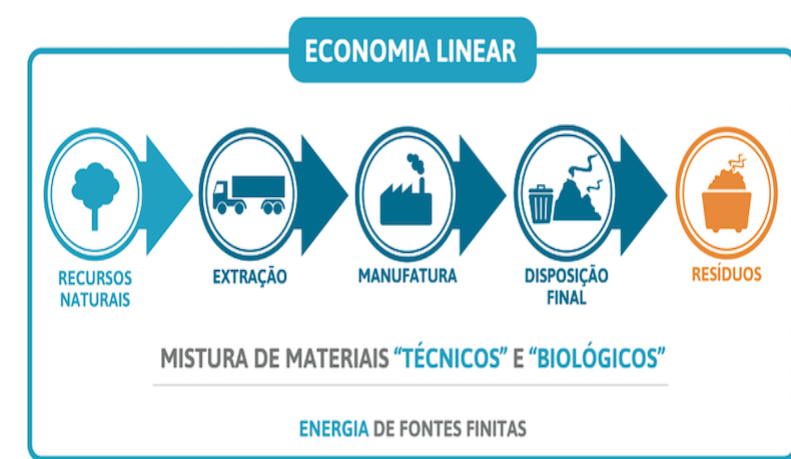 ECONOMIA LINEAR
RECURSOS
NATURAIS
EXTRAÇÃO
MANUFATURA
DISPOSIÇÃO
FINAL
RESÍDUOS
MISTURA DE MATERIAIS “TÉCNICOS” E “BIOLÓGICOS”
ENERGIA DE FONTES FINITAS